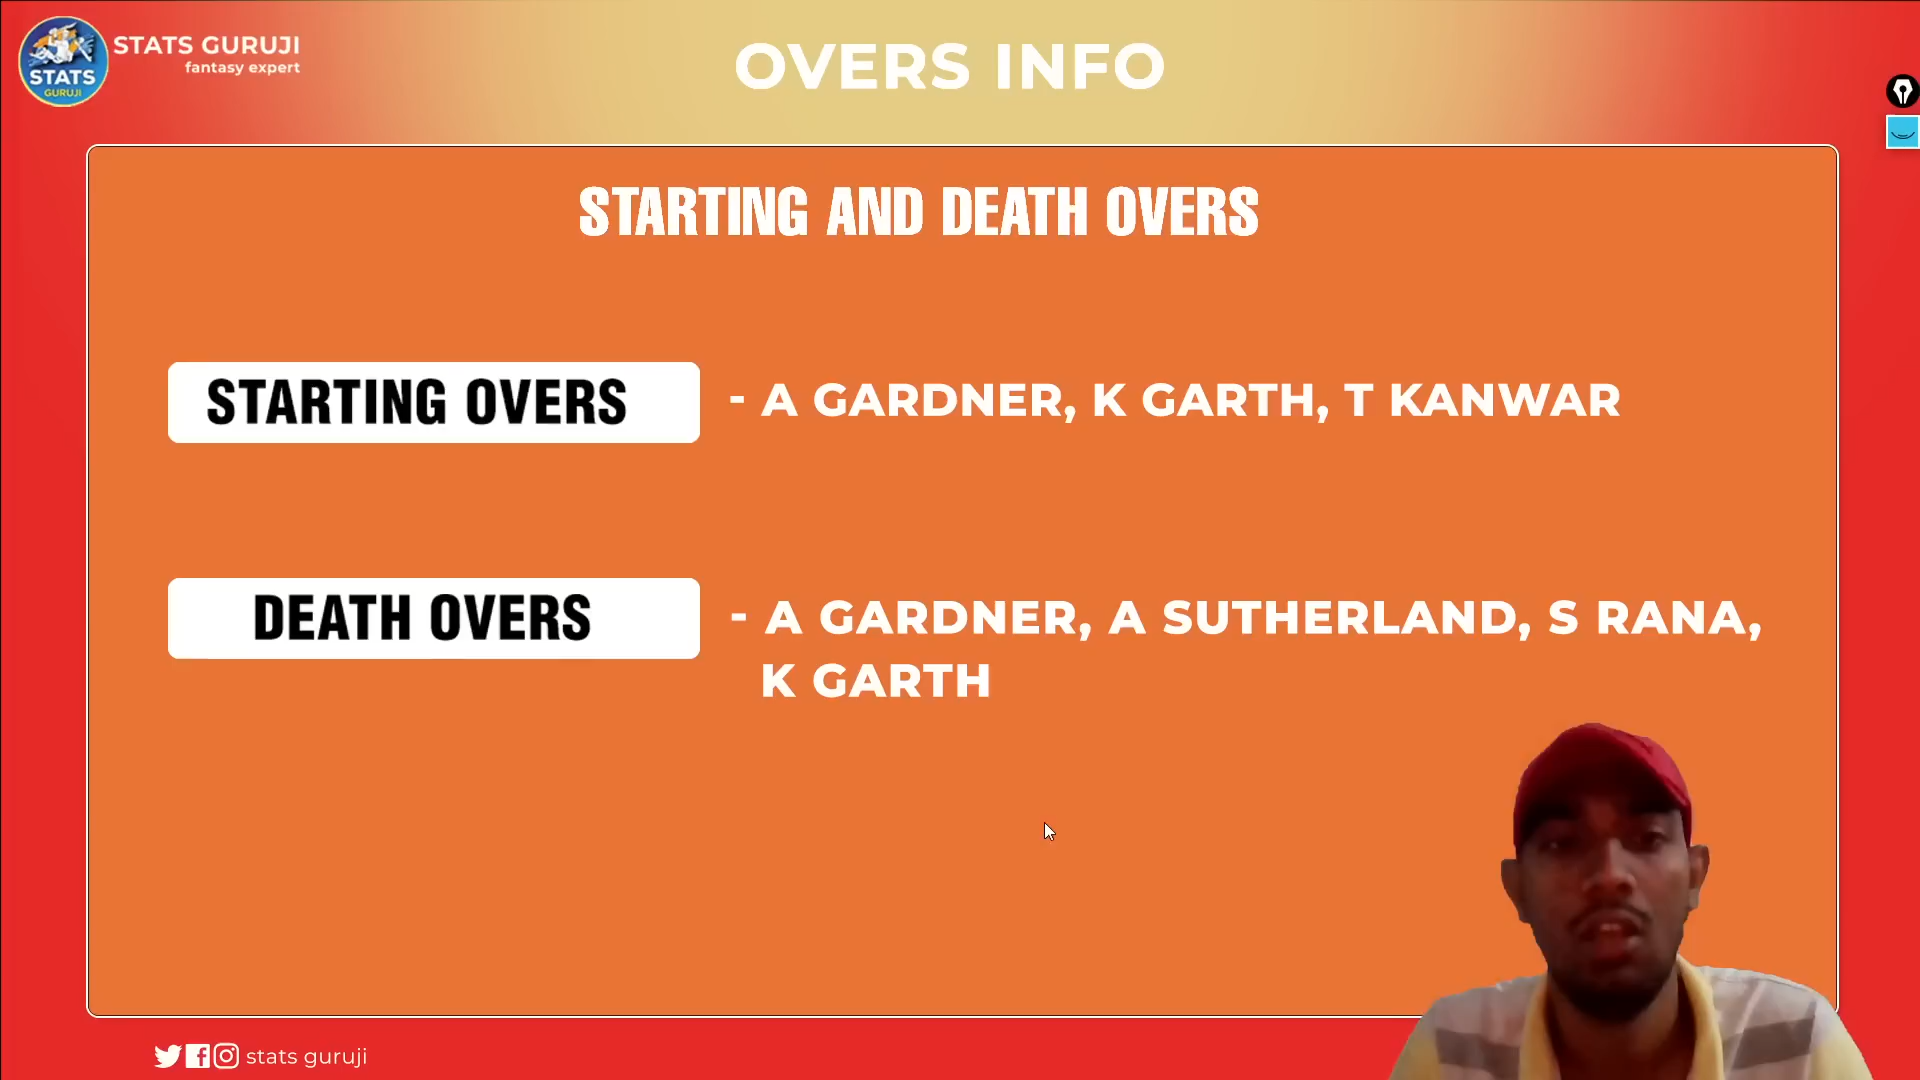 STATS GURUJI
fantasy expert
STATS
GURUJI
OVERS INFO
STARTING AND DEATH OVERS
STARTING OVERS - A GARDNER, K GARTH, T KANWAR
DEATH OVERS - A GARDNER, A SUTHERLAND, S RANA,
K GARTH
stats guruji